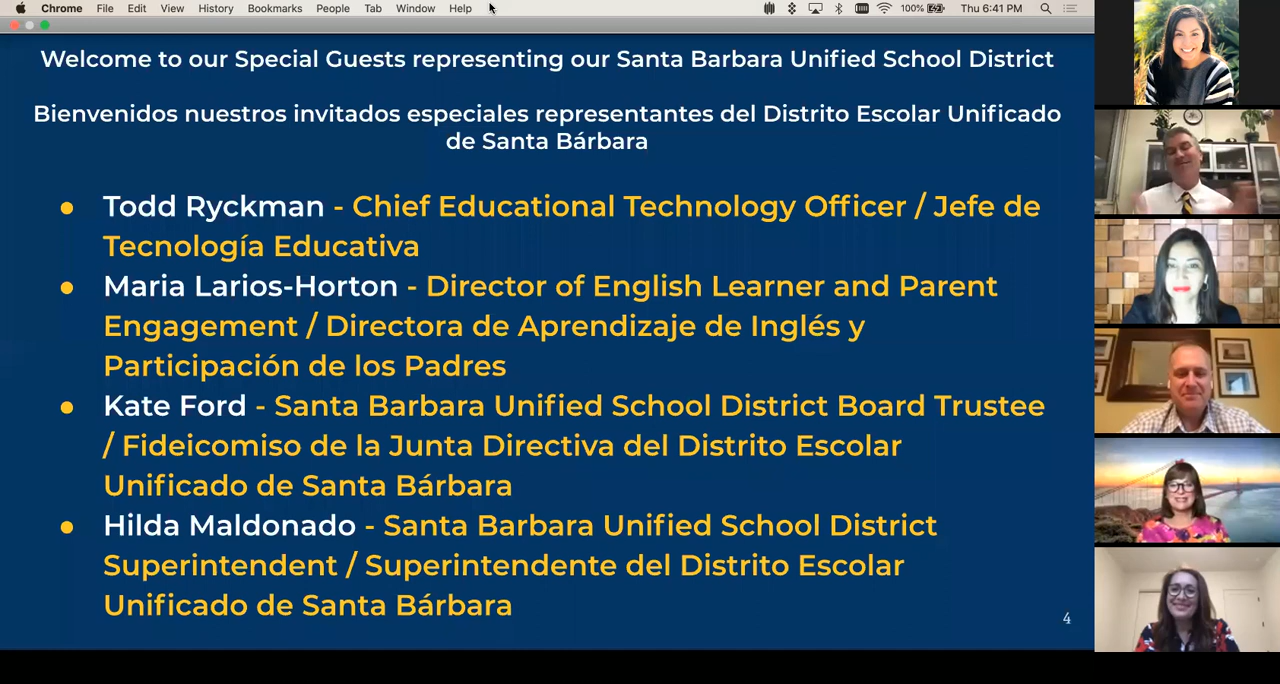 Chrome File Edit View History Bookmarks People Tab Window Help 100% Thu 6:41 PM
Welcome to our Special Guests representing our Santa Barbara Unified School District
Bienvenidos nuestros invitados especiales representantes del Distrito Escolar Unificado
de Santa Bárbara
● Todd Ryckman - Chief Educational Technology Officer / Jefe de
Tecnología Educativa
● Maria Larios-Horton - Director of English Learner and Parent
Engagement / Directora de Aprendizaje de Inglés y
Participación de los Padres
● Kate Ford - Santa Barbara Unified School District Board Trustee
/ Fideicomiso de la Junta Directiva del Distrito Escolar
Unificado de Santa Bárbara
● Hilda Maldonado - Santa Barbara Unified School District
Superintendent / Superintendente del Distrito Escolar
Unificado de Santa Bárbara
4